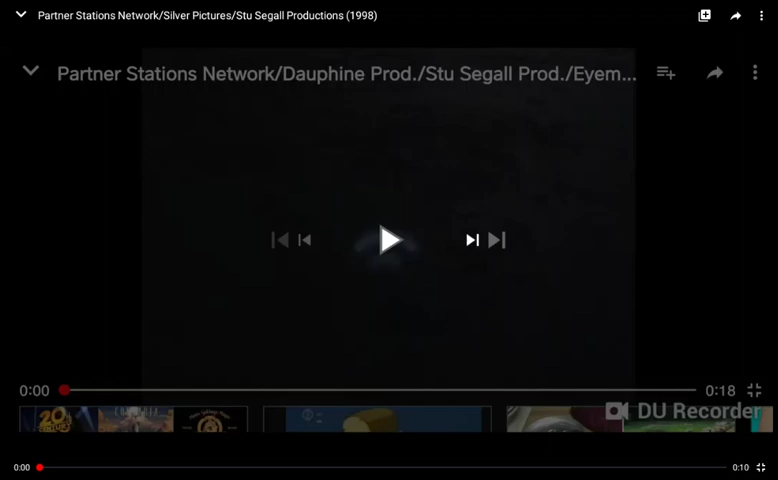 Partner Stations Network/Silver Pictures/Stu Segall Productions (1998)
Partner Stations Network/Dauphine Prod./Stu Segall Prod./Eyem...
0:00
0:18
DU Recorder
0:00
0:10